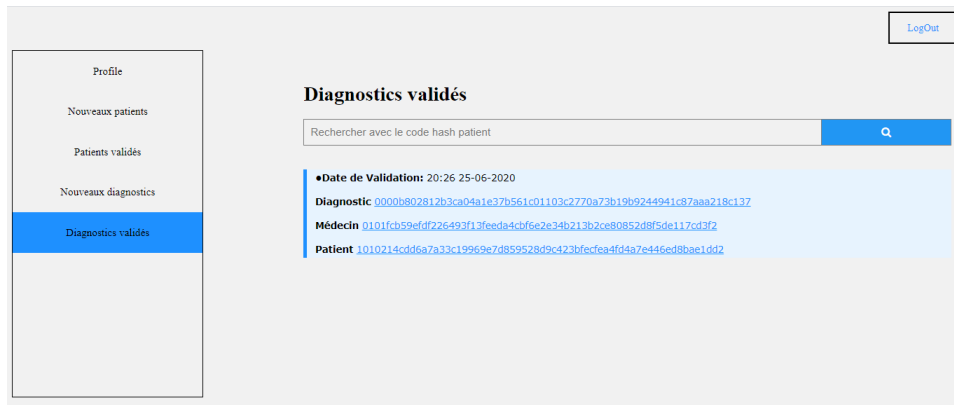 LogOut
Profile
Nouveaux patients
Patients validés
Nouveaux diagnostics
Diagnostics validés
Diagnostics validés
Rechercher avec le code hash patient
●Date de Validation: 20:26 25-06-2020
Diagnostic 0000b802812b3ca04a1e37b561c01103c2770a73b19b9244941c87aaa218c137
Médecin 0101fcb59efdf226493f13feeda4cbf6e2e34b213b2ce80852d8f5de117cd3f2
Patient 1010214cdd6a7a33c19969e7d859528d9c423bfecfea4fd4a7e446ed8bae1dd2